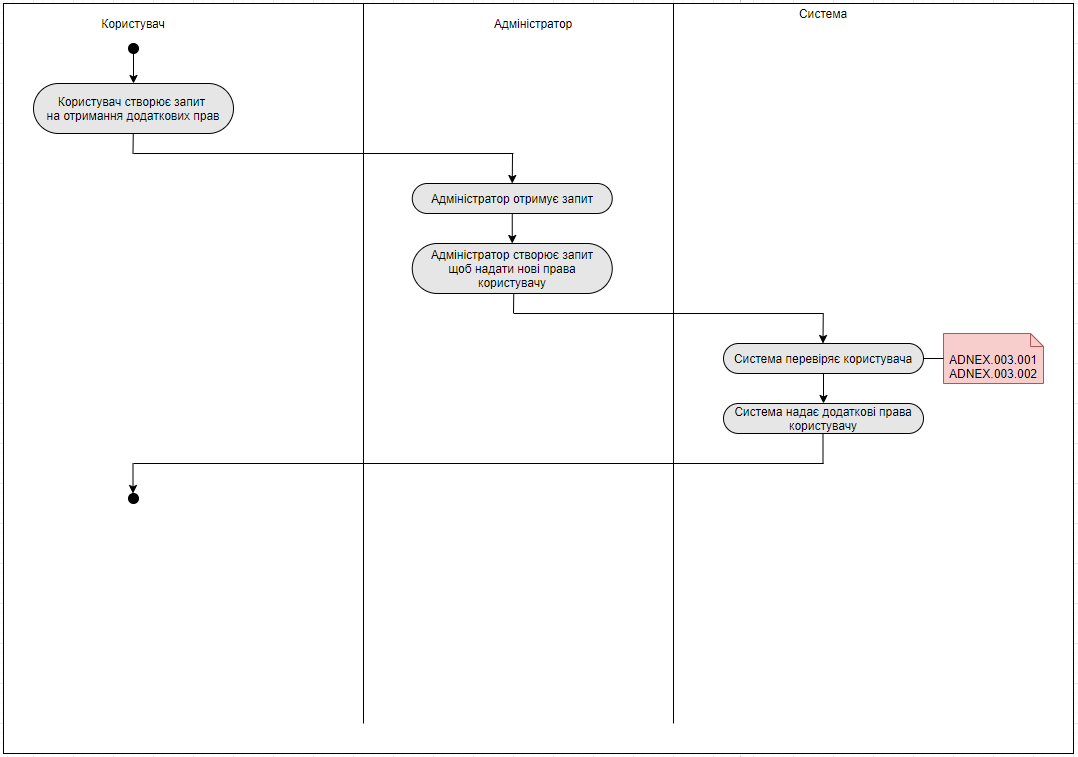 Користувач
Адміністратор
Система
Користувач створює запит
на отримання додаткових прав
Адміністратор отримує запит
Адміністратор створює запит
щоб надати нові права
користувачу
Система перевіряє користувача
ADNEX.003.001
ADNEX.003.002
Система надає додаткові права
користувачу